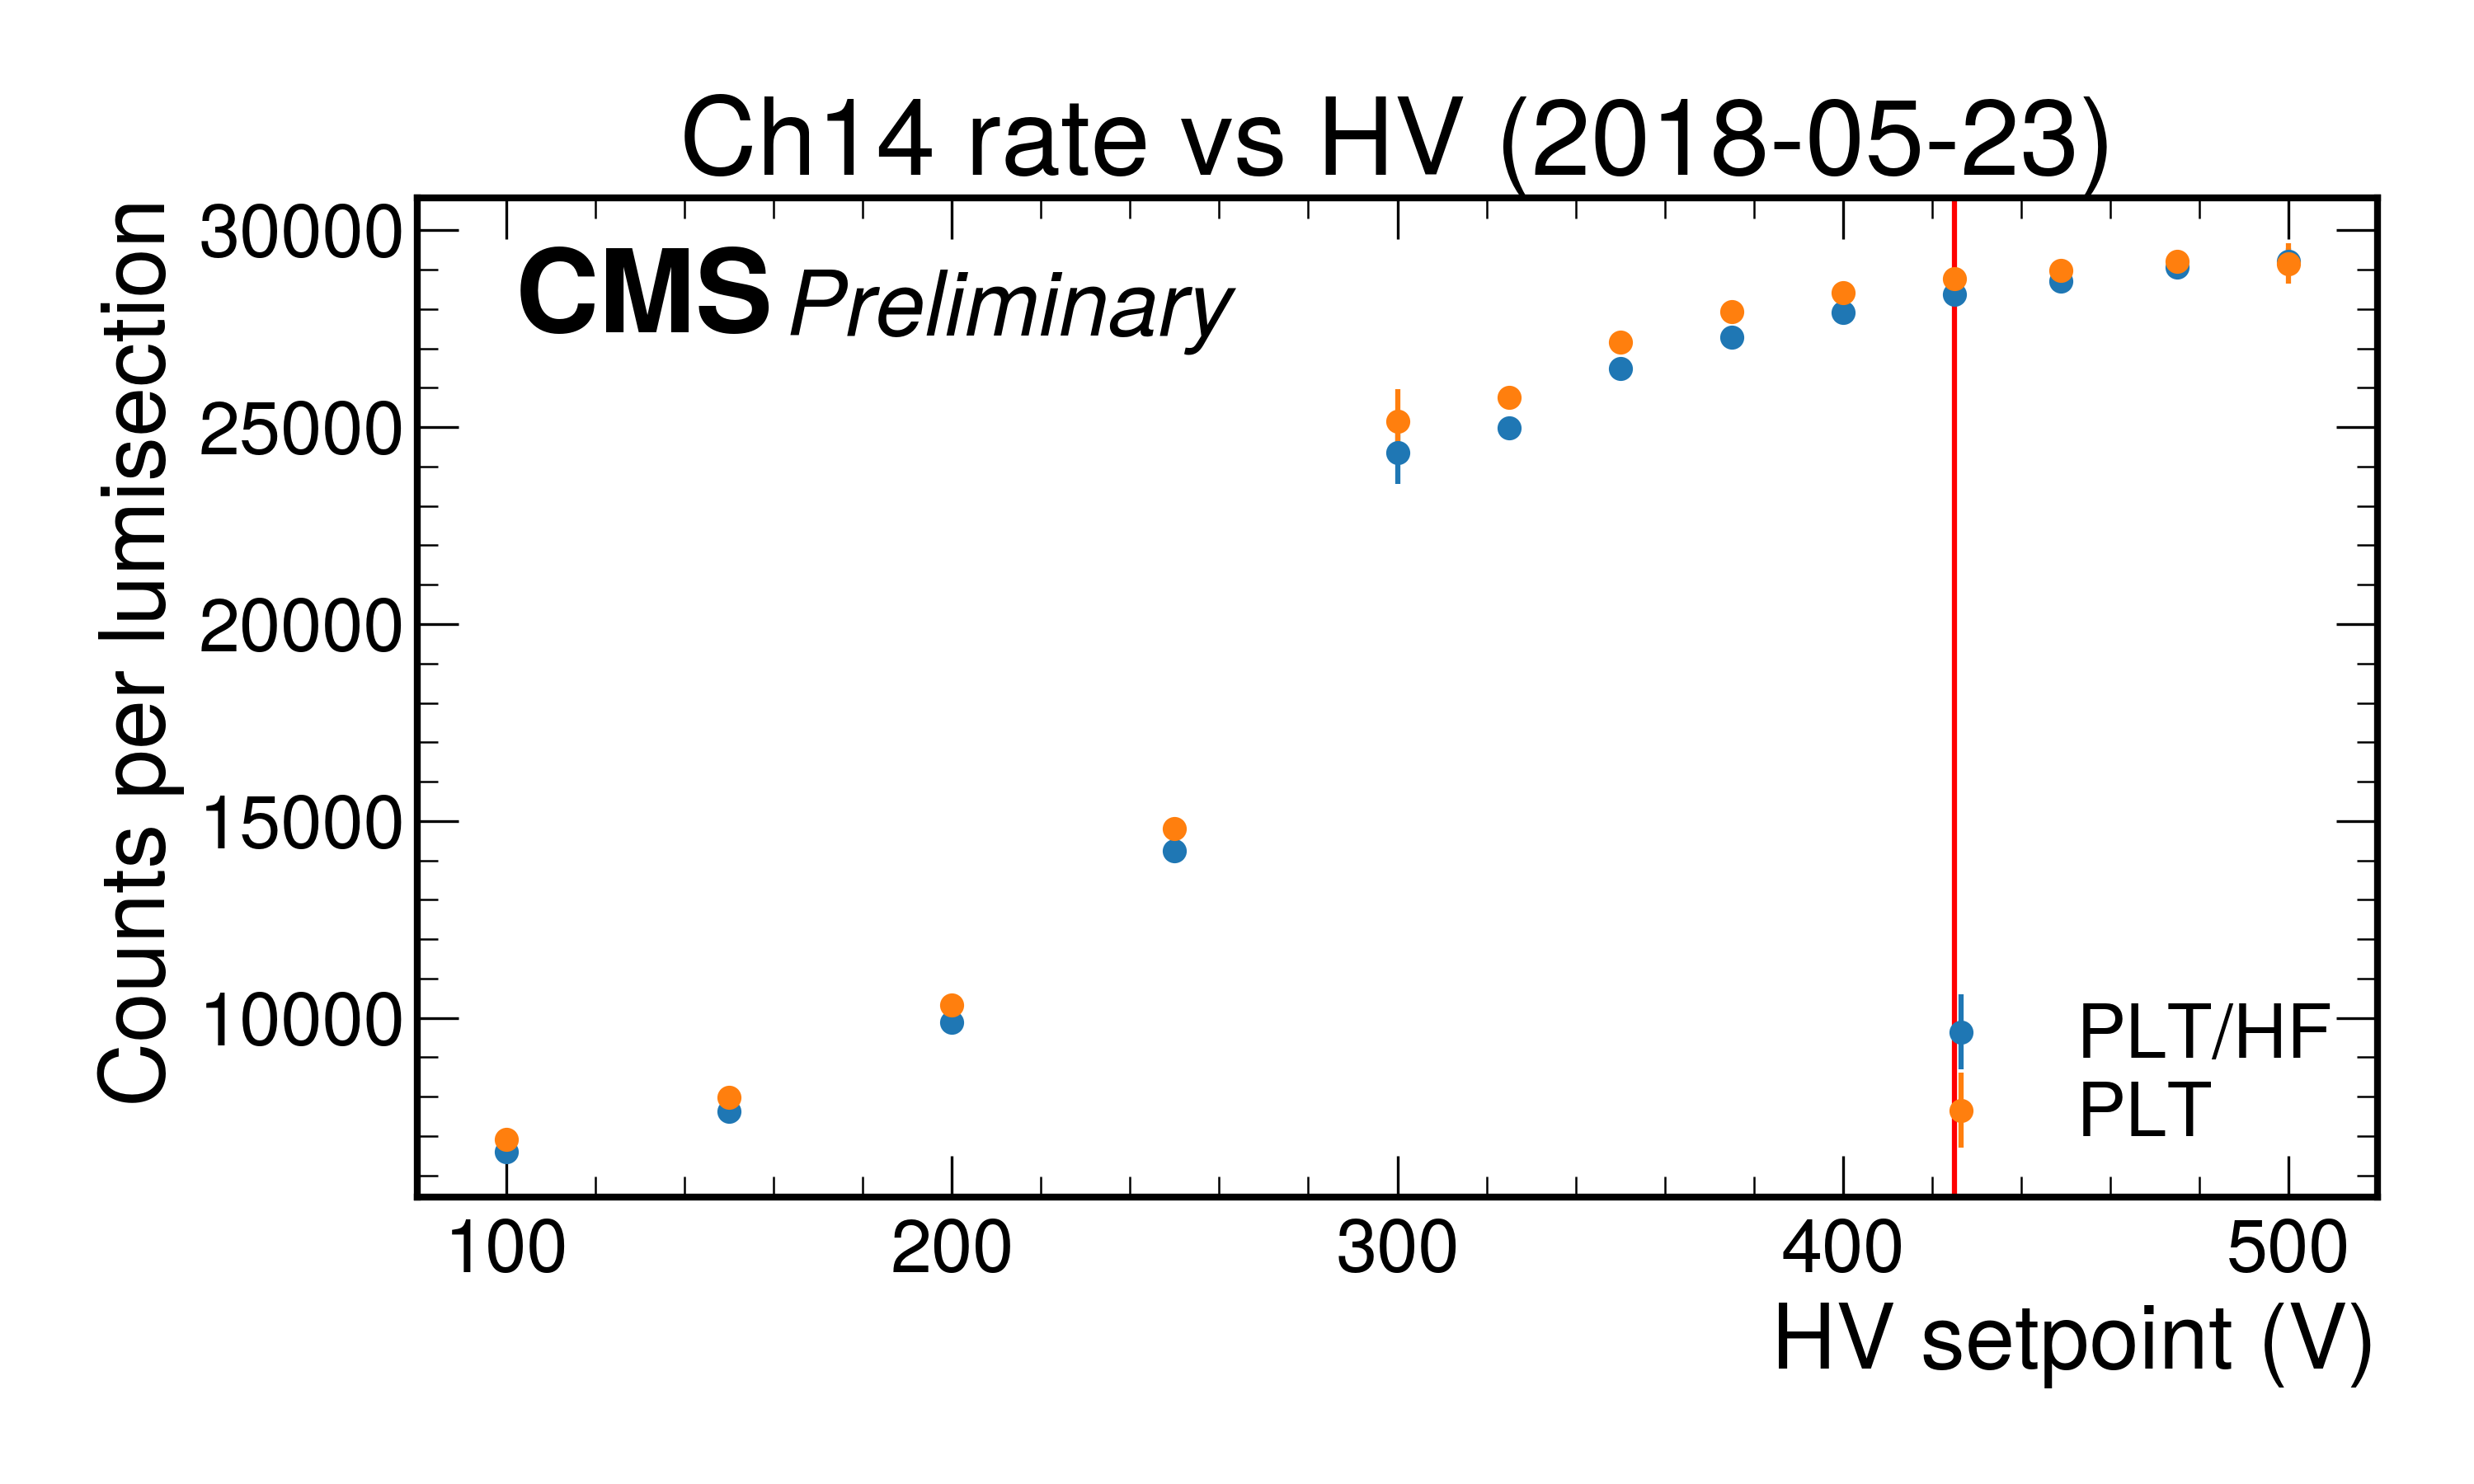 Ch14 rate vs HV (2018-05-23)
CMS Preliminary
Counts per lumisection
30000
25000
20000
15000
10000
PLT/HF
PLT
100 200 300 400 500
HV setpoint (V)